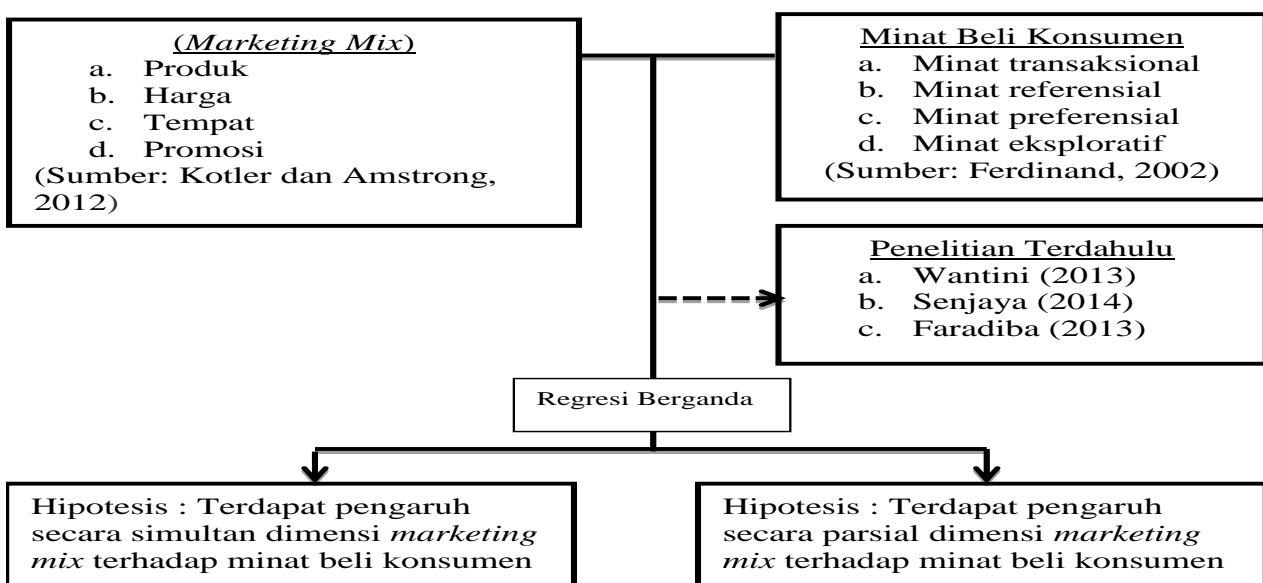 (Marketing Mix)
a. Produk
b. Harga
c. Tempat
d. Promosi
(Sumber: Kotler dan Amstrong,
2012)
Minat Beli Konsumen
a. Minat transaksional
b. Minat referensial
c. Minat preferensial
d. Minat eksploratif
(Sumber: Ferdinand, 2002)
Penelitian Terdahulu
a. Wantini (2013)
b. Senjaya (2014)
c. Faradiba (2013)
Regresi Berganda
Hipotesis : Terdapat pengaruh
secara simultan dimensi marketing
mix terhadap minat beli konsumen
Hipotesis : Terdapat pengaruh
secara parsial dimensi marketing
mix terhadap minat beli konsumen